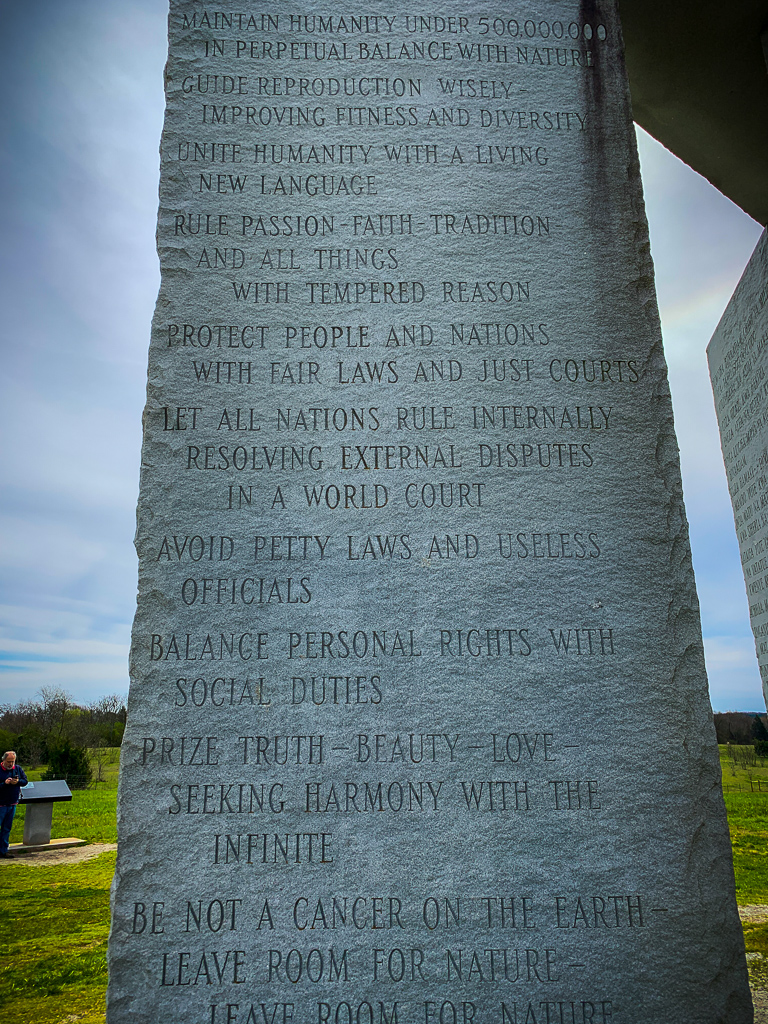 MAINTAIN HUMANITY UNDER 500,000,000
IN PERPETUAL BALANCE WITH NATURE
GUIDE REPRODUCTION WISELY –
IMPROVING FITNESS AND DIVERSITY
UNITE HUMANITY WITH A LIVING
NEW LANGUAGE
RULE PASSION – FAITH – TRADITION
AND ALL THINGS
WITH TEMPERED REASON
PROTECT PEOPLE AND NATIONS
WITH FAIR LAWS AND JUST COURTS
LET ALL NATIONS RULE INTERNALLY
RESOLVING EXTERNAL DISPUTES
IN A WORLD COURT
AVOID PETTY LAWS AND USELESS
OFFICIALS
BALANCE PERSONAL RIGHTS WITH
SOCIAL DUTIES
PRIZE TRUTH – BEAUTY – LOVE –
SEEKING HARMONY WITH THE
INFINITE
BE NOT A CANCER ON THE EARTH –
LEAVE ROOM FOR NATURE –
LEAVE ROOM FOR NATURE